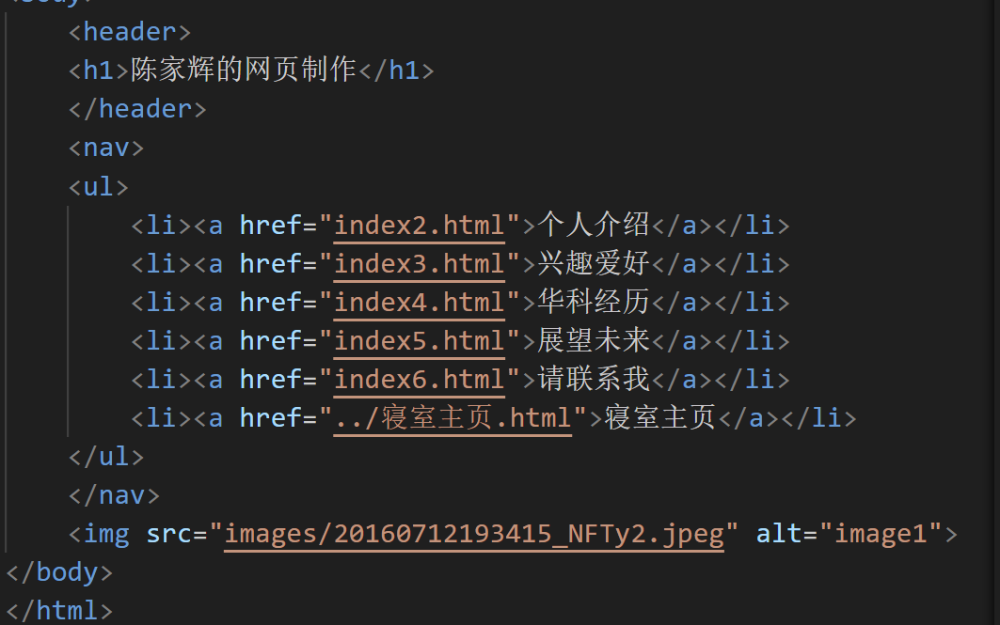 <body>
<header>
<h1>陈家辉的网页制作</h1>
</header>
<nav>
<ul>
<li><a href="index2.html">个人介绍</a></li>
<li><a href="index3.html">兴趣爱好</a></li>
<li><a href="index4.html">华科经历</a></li>
<li><a href="index5.html">展望未来</a></li>
<li><a href="index6.html">请联系我</a></li>
<li><a href="../寝室主页.html">寝室主页</a></li>
</ul>
</nav>
<img src="images/20160712193415_NFTy2.jpeg" alt="image1">
</body>
</html>